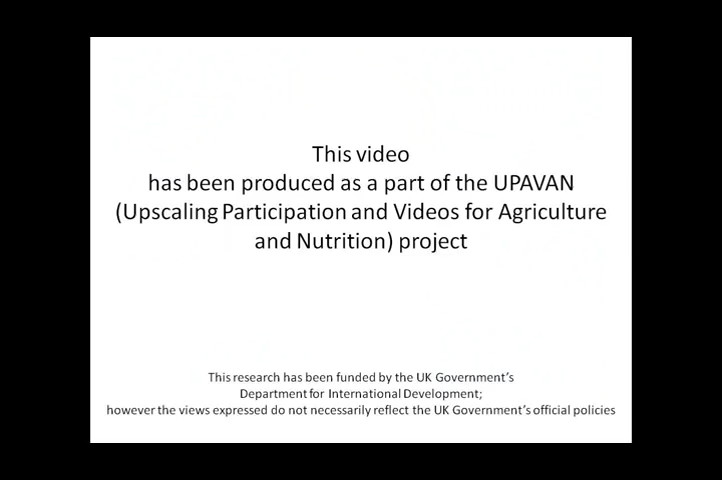 This video
has been produced as a part of the UPAVAN
(Upscaling Participation and Videos for Agriculture
and Nutrition) project
This research has been funded by the UK Government's
Department for International Development;
however the views expressed do not necessarily reflect the UK Government's official policies